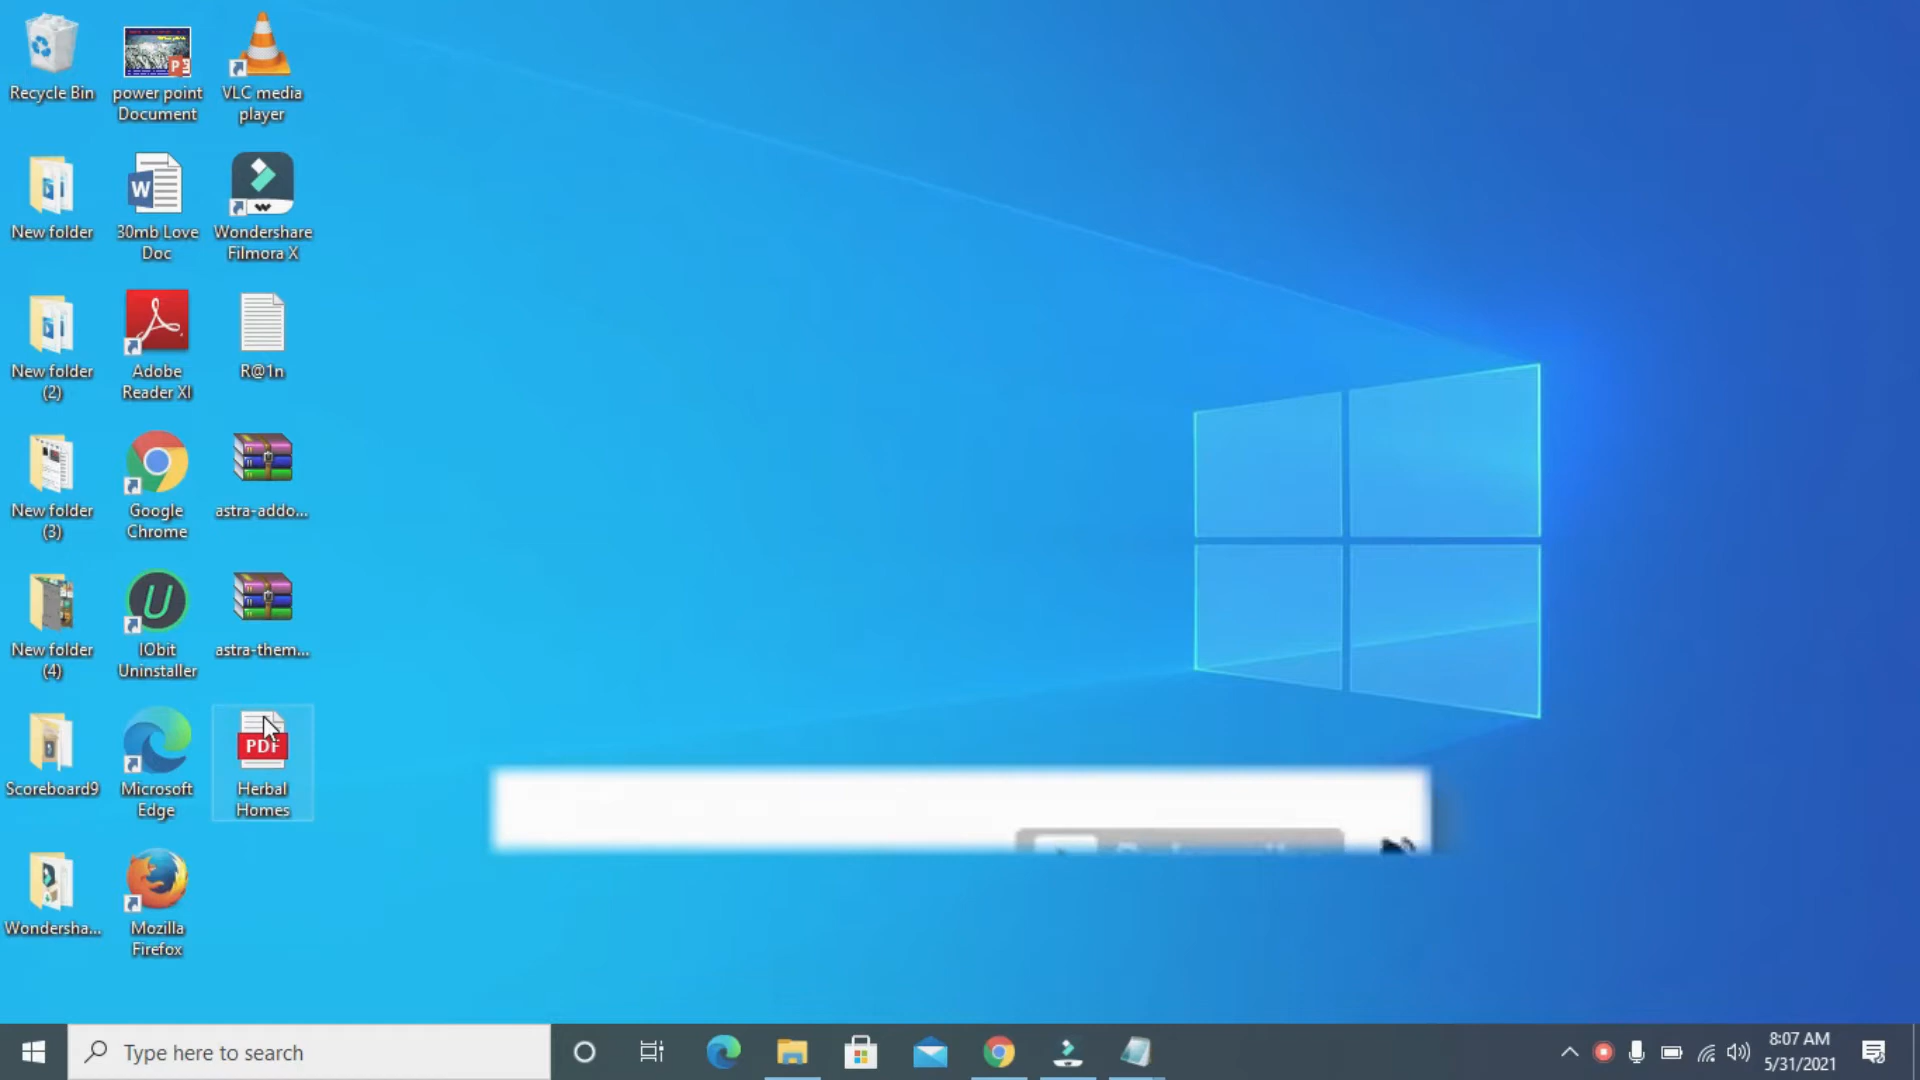 Recycle Bin
power point
Document
VLC media
player
New folder
30mb Love
Doc
Wondershare
Filmora X
New folder
(2)
Adobe
Reader XI
R@1n
New folder
(3)
Google
Chrome
astra-addo...
New folder
(4)
IObit
Uninstaller
astra-them...
Scoreboard9
Microsoft
Edge
PDF
Herbal
Homes
Wondersha...
Mozilla
Firefox
Type here to search
8:07 AM
5/31/2021